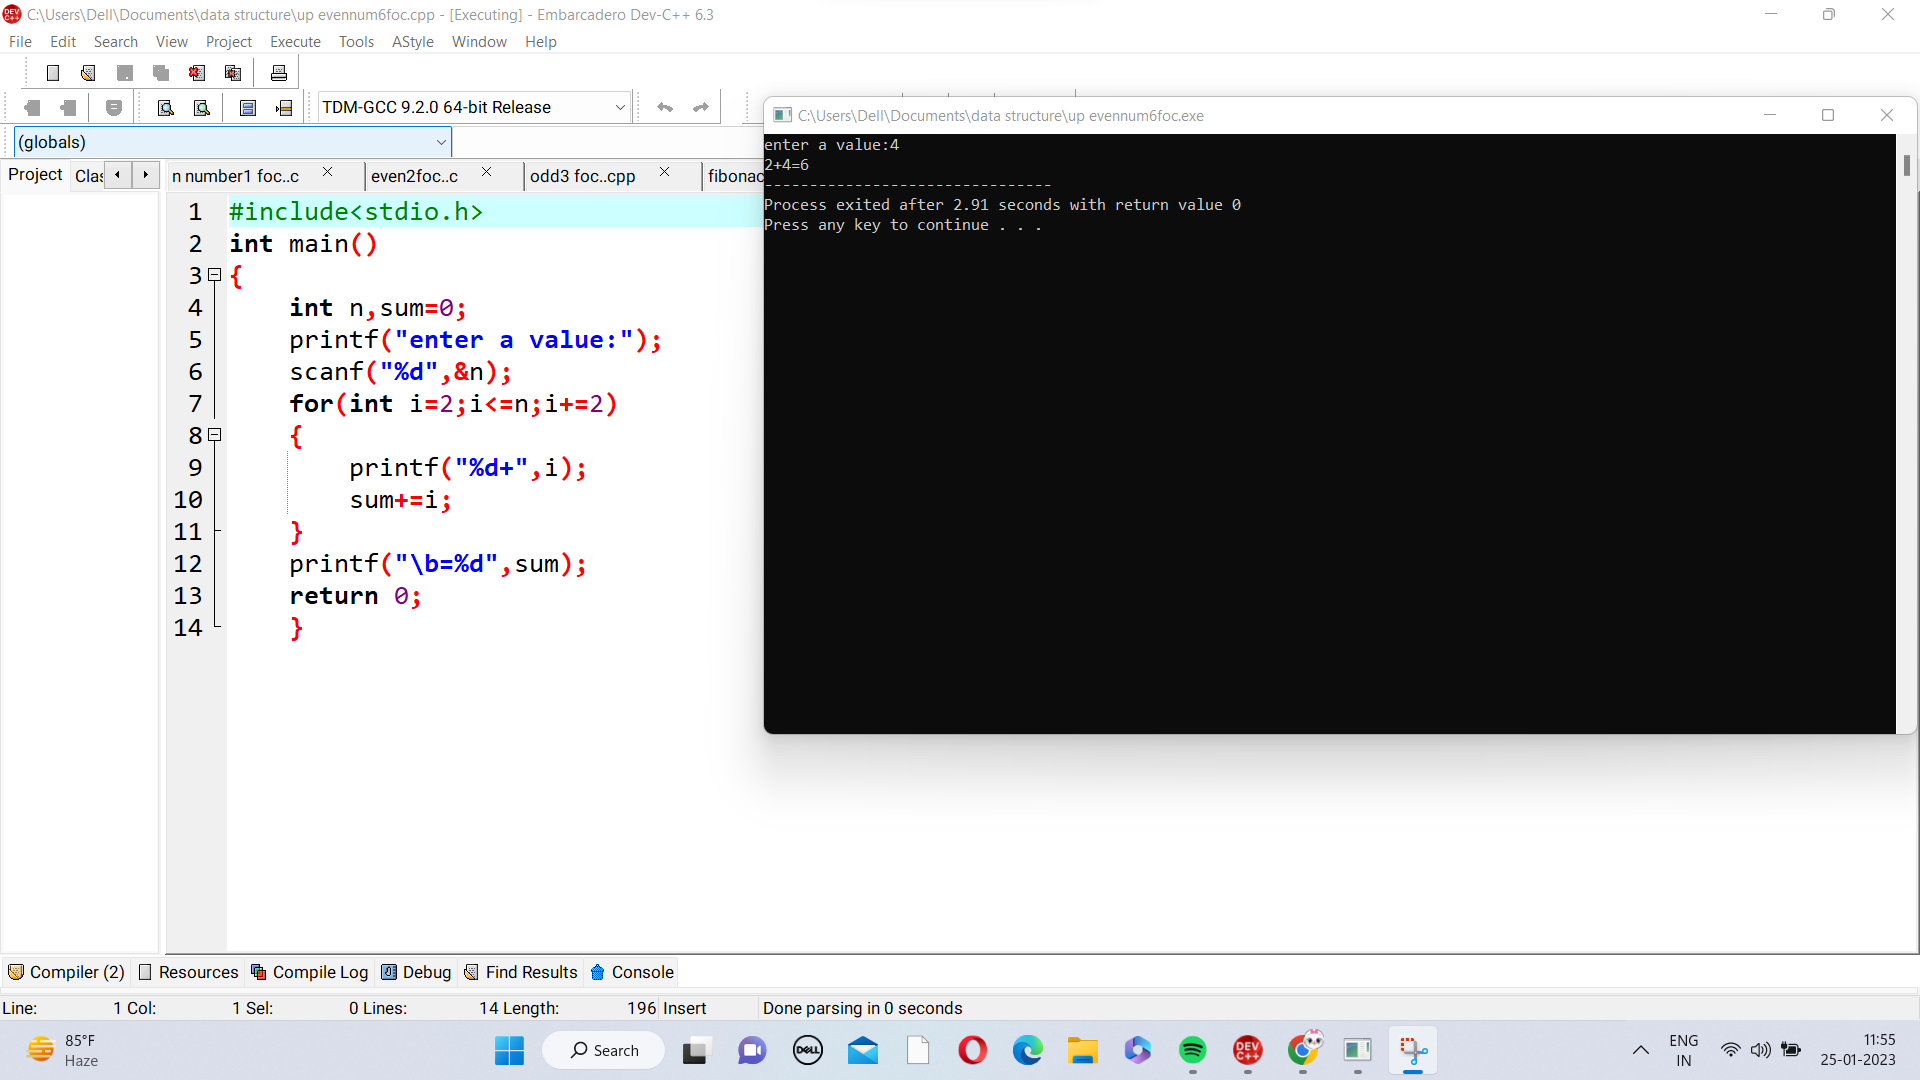 C:\Users\Dell\Documents\data structure\up evennum6foc.cpp - [Executing] - Embarcadero Dev-C++ 6.3
File Edit Search View Project Execute Tools AStyle Window Help
TDM-GCC 9.2.0 64-bit Release
(globals)
Project Clas
n number1 foc..c even2foc..c odd3 foc..cpp fibonac
1 #include<stdio.h>
2 int main()
3 {
4 int n,sum=0;
5 printf("enter a value:");
6 scanf("%d",&n);
7 for(int i=2;i<=n;i+=2)
8 {
9 printf("%d+",i);
10 sum+=i;
11 }
12 printf("\b=%d",sum);
13 return 0;
14 }
C:\Users\Dell\Documents\data structure\up evennum6foc.exe
enter a value:4
2+4=6
--------------------------------
Process exited after 2.91 seconds with return value 0
Press any key to continue . . .
Compiler (2) Resources Compile Log Debug Find Results Console
Line: 1 Col: 1 Sel: 0 Lines: 14 Length: 196 Insert Done parsing in 0 seconds
85°F
Haze
Search
DELL
DEV
C++
ENG
IN
11:55
25-01-2023